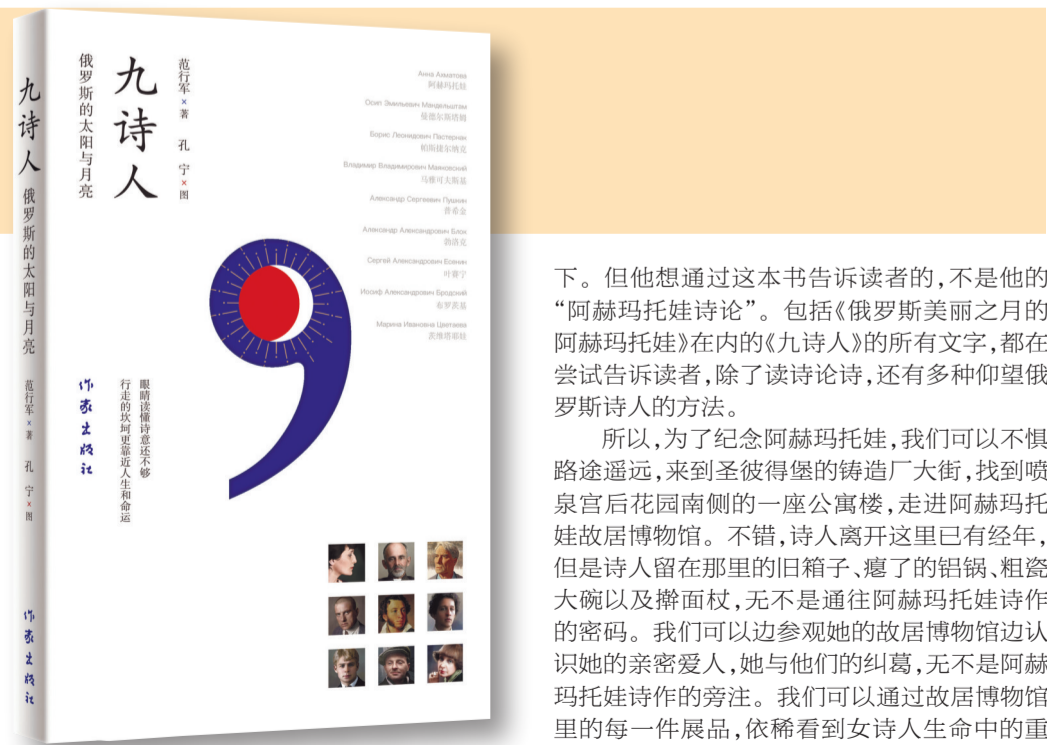 九诗人
俄罗斯的太阳与月亮
范行军×著
孔 宁×图
作家出版社
范行军×著 孔 宁×图
九诗人
俄罗斯的太阳与月亮
Анна Ахматова
阿赫玛托娃
Осип Эмильевич Мандельштам
曼德尔斯塔姆
Борис Леонидович Пастернак
帕斯捷尔纳克
Владимир Владимирович Маяковский
马雅可夫斯基
Александр Сергеевич Пушкин
普希金
Александр Александрович Блок
勃洛克
Сергей Александрович Есенин
叶赛宁
Иосиф Александрович Бродский
布罗茨基
Марина Ивановна Цветаева
茨维塔耶娃
眼睛读懂诗意还不够
行走的坎坷更靠近人生和命运
作家出版社
下。但他想通过这本书告诉读者的,不是他的
“阿赫玛托娃诗论”。包括《俄罗斯美丽之月的
阿赫玛托娃》在内的《九诗人》的所有文字,都在
尝试告诉读者,除了读诗论诗,还有多种仰望俄
罗斯诗人的方法。
所以,为了纪念阿赫玛托娃,我们可以不惧
路途遥远,来到圣彼得堡的铸造厂大街,找到喷
泉宫后花园南侧的一座公寓楼,走进阿赫玛托
娃故居博物馆。不错,诗人离开这里已有经年,
但是诗人留在那里的旧箱子、瘪了的铝锅、粗瓷
大碗以及擀面杖,无不是通往阿赫玛托娃诗作
的密码。我们可以边参观她的故居博物馆边认
识她的亲密爱人,她与他们的纠葛,无不是阿赫
玛托娃诗作的旁注。我们可以通过故居博物馆
里的每一件展品,依稀看到女诗人生命中的重